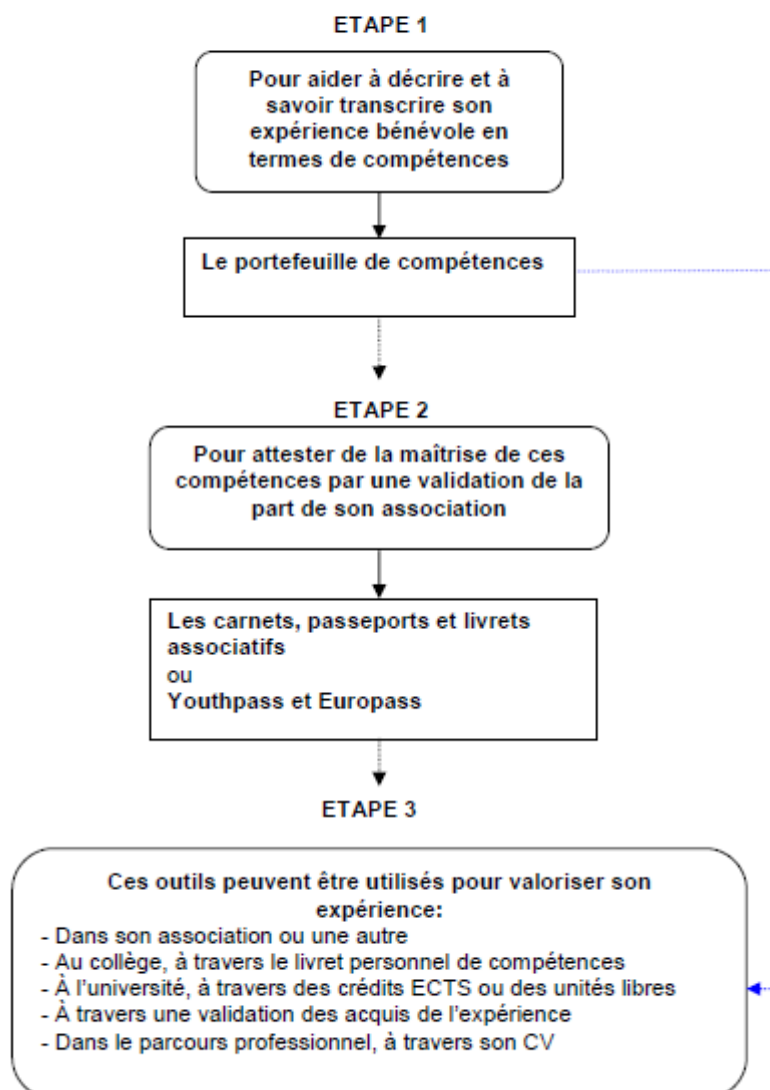 ETAPE 1
Pour aider à décrire et à
savoir transcrire son
expérience bénévole en
termes de compétences
Le portefeuille de compétences
ETAPE 2
Pour attester de la maîtrise de ces
compétences par une validation de la
part de son association
Les carnets, passeports et livrets
associatifs
ou
Youthpass et Europass
ETAPE 3
Ces outils peuvent être utilisés pour valoriser son
expérience:
- Dans son association ou une autre
- Au collège, à travers le livret personnel de compétences
- À l’université, à travers des crédits ECTS ou des unités libres
- À travers une validation des acquis de l’expérience
- Dans le parcours professionnel, à travers son CV